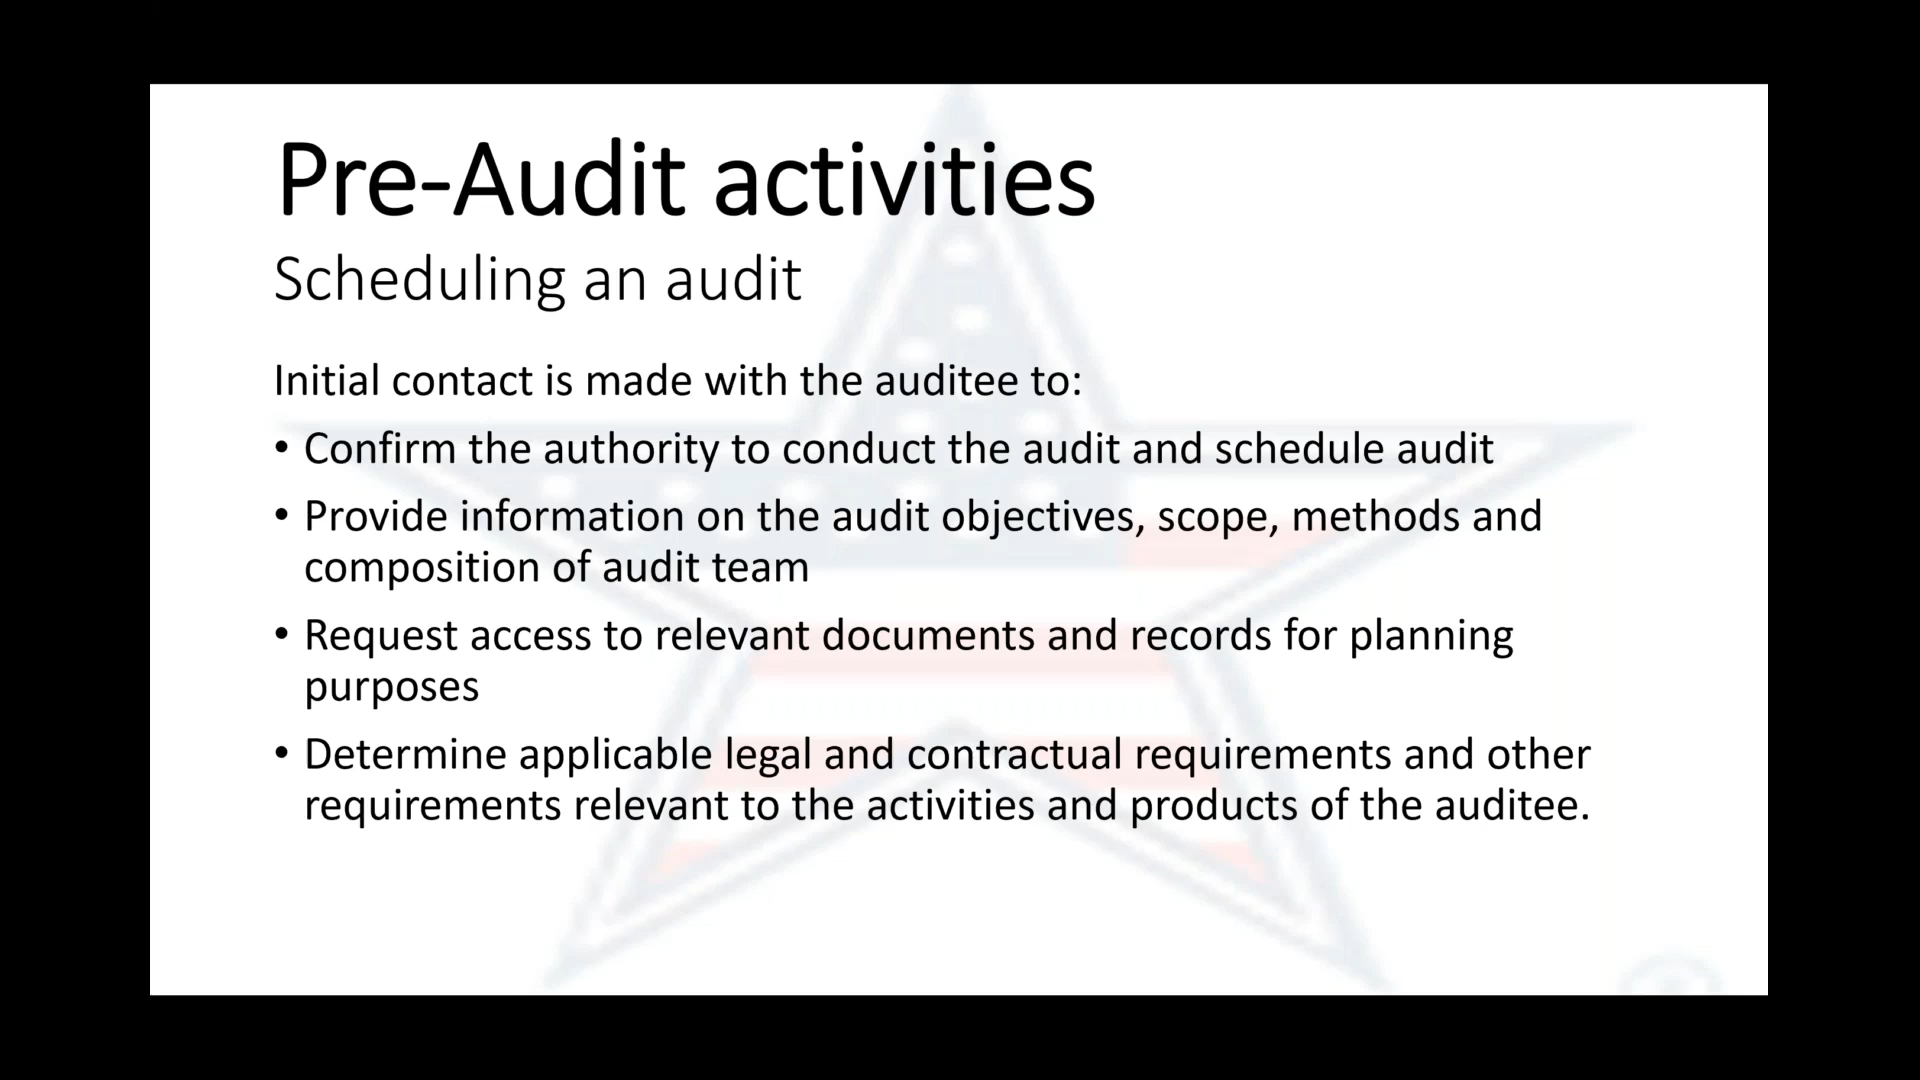 Pre-Audit activities
Scheduling an audit
Initial contact is made with the auditee to:
• Confirm the authority to conduct the audit and schedule audit
• Provide information on the audit objectives, scope, methods and
composition of audit team
• Request access to relevant documents and records for planning
purposes
• Determine applicable legal and contractual requirements and other
requirements relevant to the activities and products of the auditee.